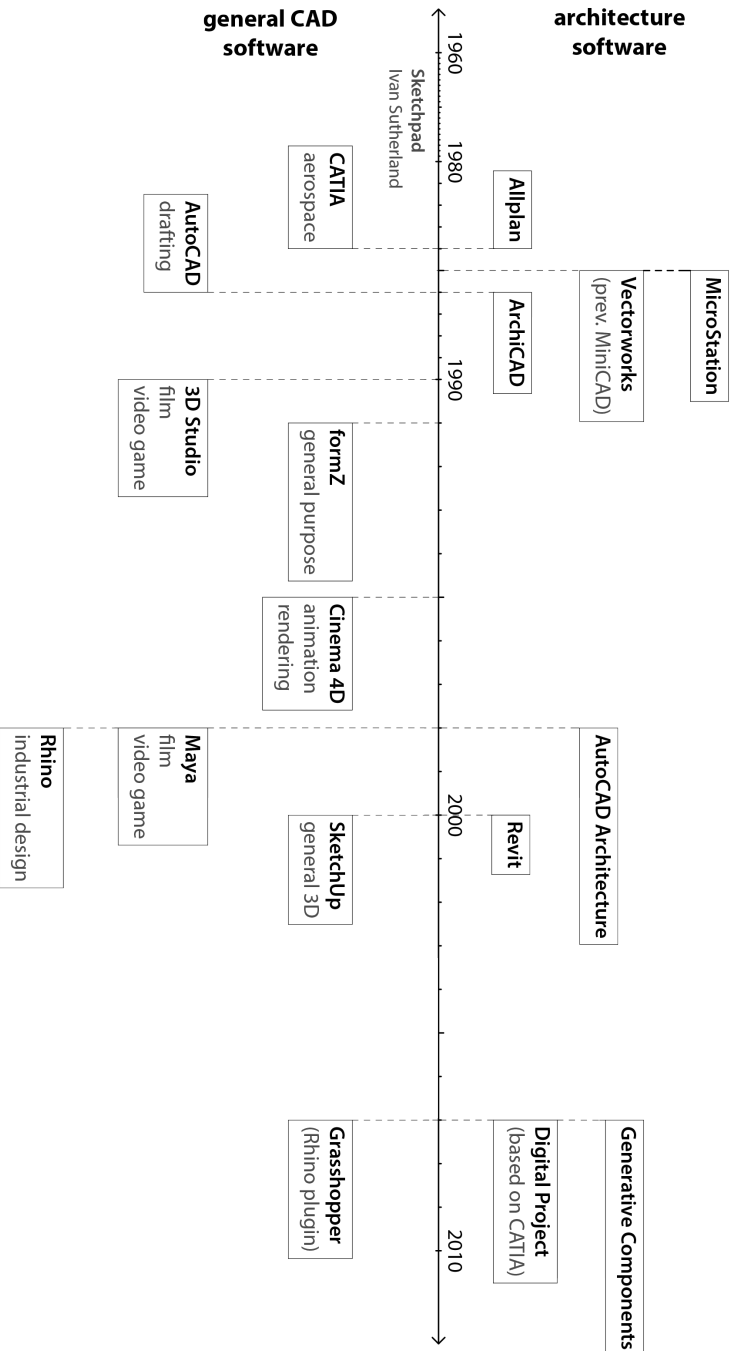 general CAD
software
architecture
software
1960
1980
1990
2000
2010
Sketchpad
Ivan Sutherland
CATIA
aerospace
AutoCAD
drafting
3D Studio
film
video game
formZ
general purpose
Cinema 4D
animation
rendering
Maya
film
video game
Rhino
industrial design
SketchUp
general 3D
Grasshopper
(Rhino plugin)
Allplan
MicroStation
Vectorworks
(prev. MiniCAD)
ArchiCAD
AutoCAD Architecture
Revit
Digital Project
(based on CATIA)
Generative Components